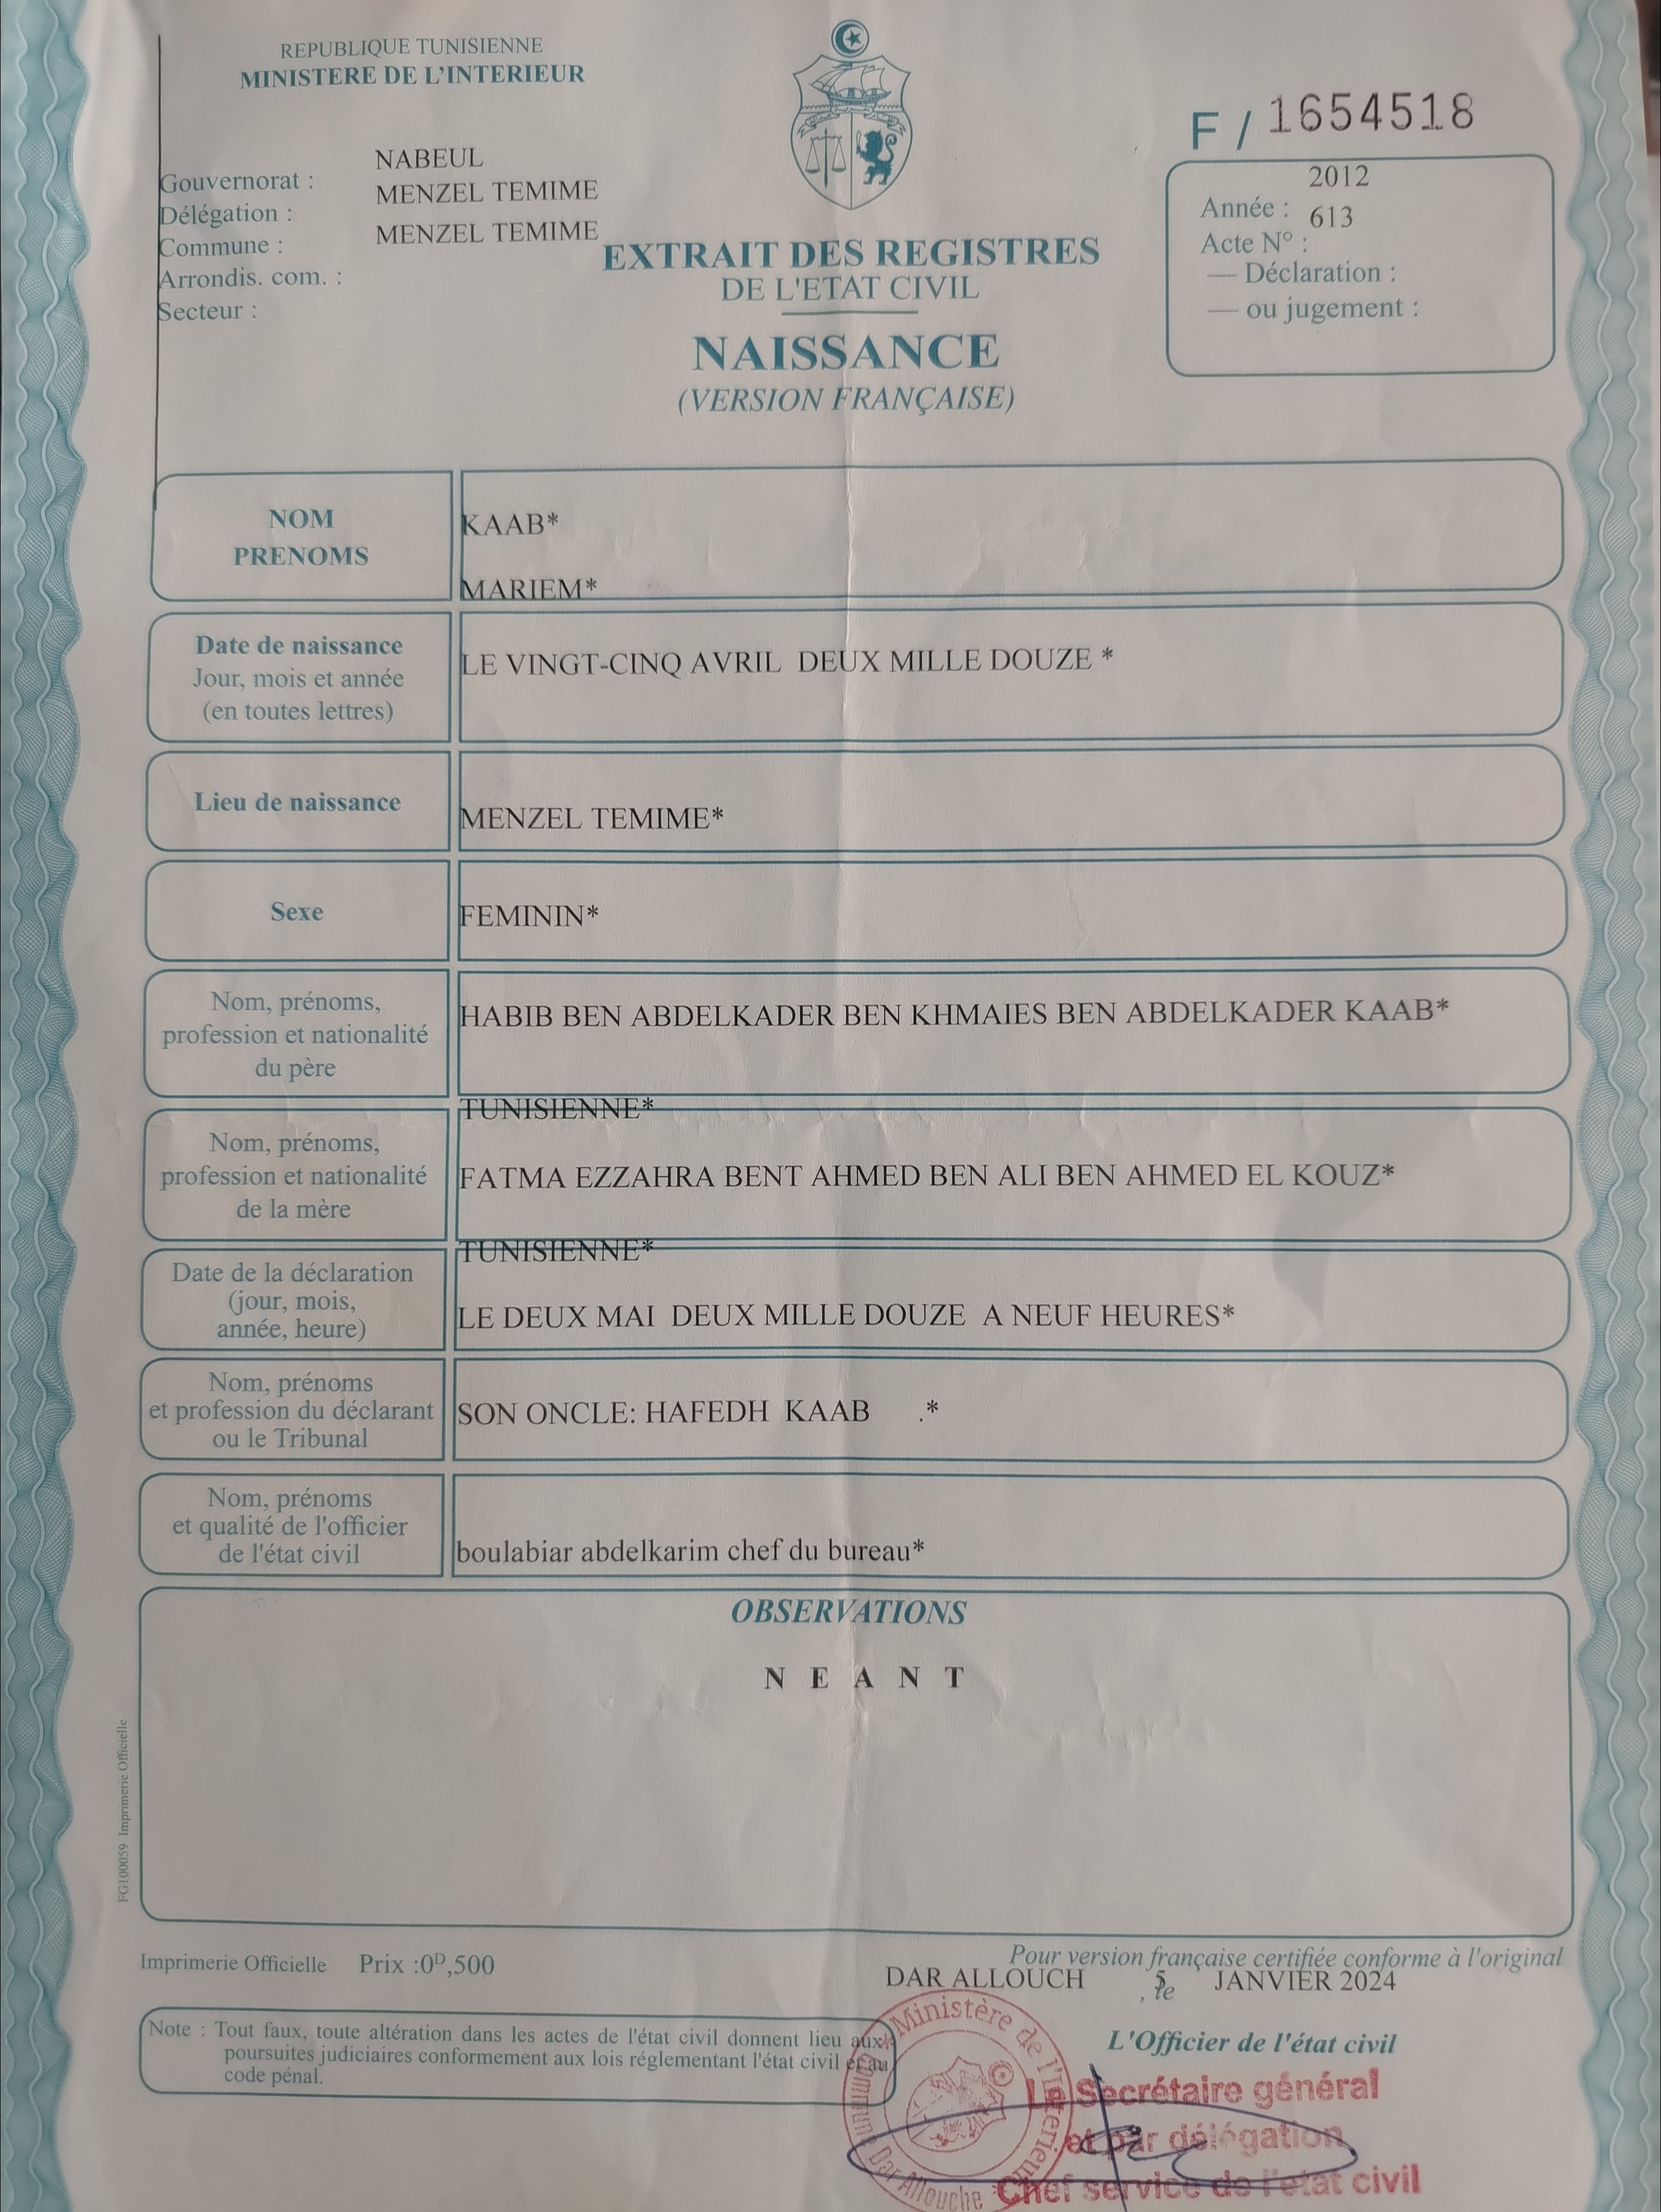 REPUBLIQUE TUNISIENNE
MINISTERE DE L'INTERIEUR
F / 1654518
Gouvernorat : NABEUL
Délégation : MENZEL TEMIME
Commune : MENZEL TEMIME
Arrondis. com. :
Secteur :
2012
Année :
613
Acte N° :
— Déclaration :
— ou jugement :
EXTRAIT DES REGISTRES
DE L'ETAT CIVIL
NAISSANCE
(VERSION FRANÇAISE)
NOM
PRENOMS
KAAB*
MARIEM*
Date de naissance
Jour, mois et année
(en toutes lettres)
LE VINGT-CINQ AVRIL DEUX MILLE DOUZE *
Lieu de naissance
MENZEL TEMIME*
Sexe
FEMININ*
Nom, prénoms,
profession et nationalité
du père
HABIB BEN ABDELKADER BEN KHMAIES BEN ABDELKADER KAAB*
TUNISIENNE*
Nom, prénoms,
profession et nationalité
de la mère
FATMA EZZAHRA BENT AHMED BEN ALI BEN AHMED EL KOUZ*
TUNISIENNE*
Date de la déclaration
(jour, mois,
année, heure)
LE DEUX MAI DEUX MILLE DOUZE A NEUF HEURES*
Nom, prénoms
et profession du déclarant
ou le Tribunal
SON ONCLE: HAFEDH KAAB .*
Nom, prénoms
et qualité de l'officier
de l'état civil
boulabiar abdelkarim chef du bureau*
OBSERVATIONS
N E A N T
FG100059 Imprimerie Officielle
Imprimerie Officielle Prix :0D,500
Pour version française certifiée conforme à l'original
DAR ALLOUCH , le 5 JANVIER 2024
Note : Tout faux, toute altération dans les actes de l'état civil donnent lieu aux
poursuites judiciaires conformement aux lois réglementant l'état civil et au
code pénal.
L'Officier de l'état civil
Ministère de l'Interieur
Commune Dar Allouche
Le Secrétaire général
et par délégation
Chef service de l'etat civil